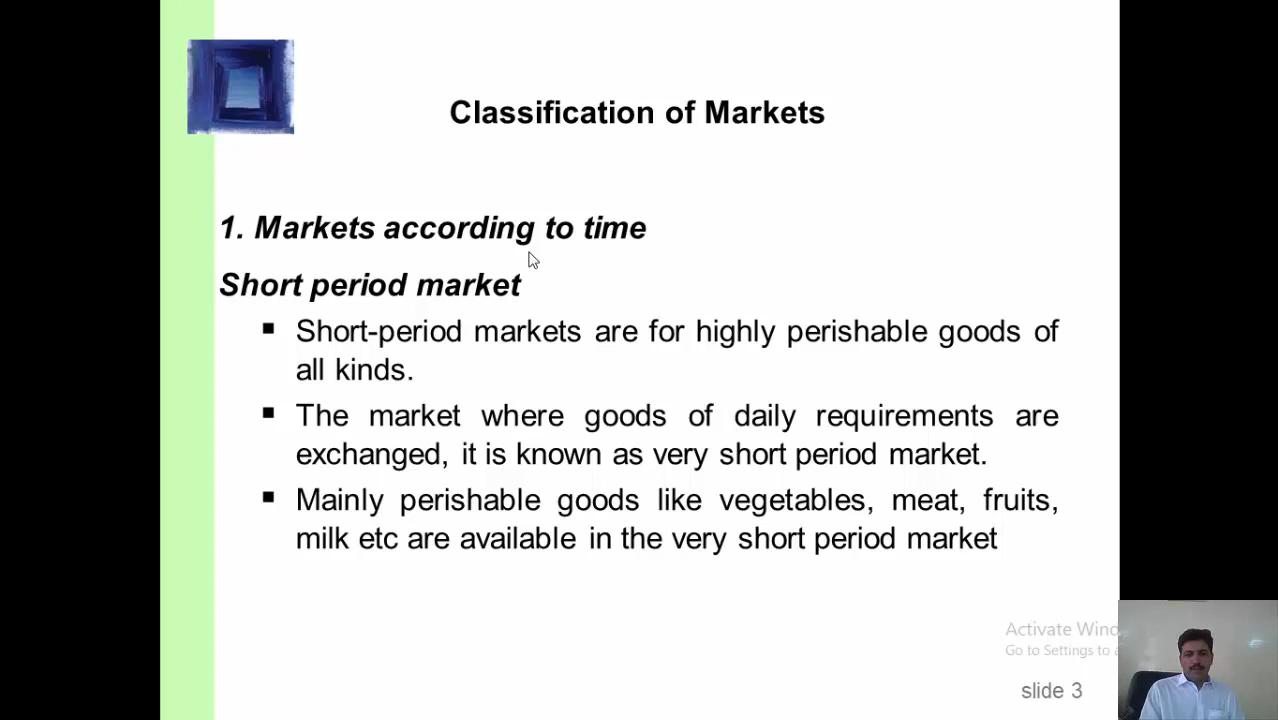 Classification of Markets
1. Markets according to time
Short period market
Short-period markets are for highly perishable goods of
all kinds.
The market where goods of daily requirements are
exchanged, it is known as very short period market.
Mainly perishable goods like vegetables, meat, fruits,
milk etc are available in the very short period market
Activate Wind
Go to Settings to a
slide 3